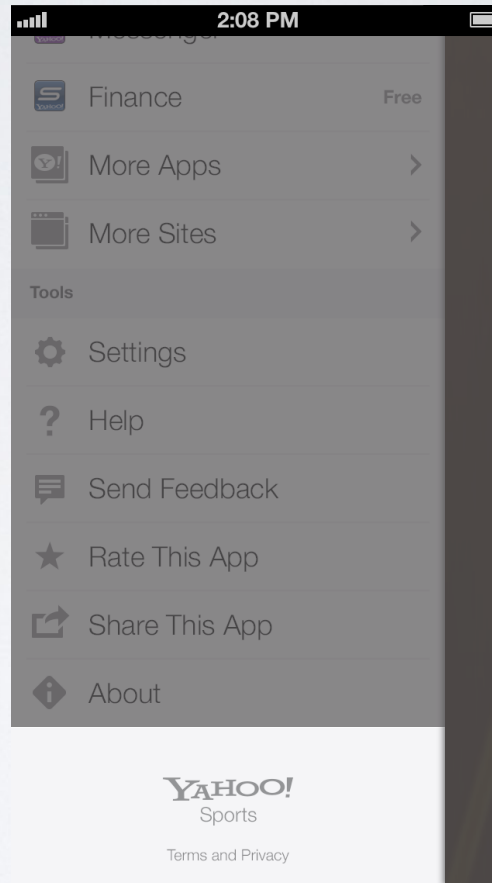 2:08 PM
Messenger
Finance Free
More Apps
More Sites
Tools
Settings
Help
Send Feedback
Rate This App
Share This App
About
YAHOO!
Sports
Terms and Privacy